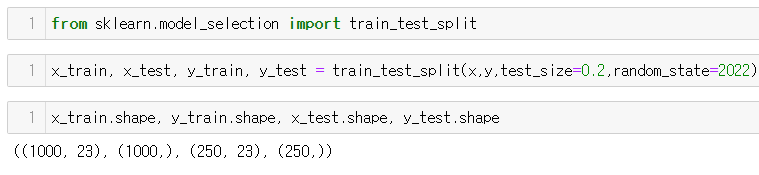 1 from sklearn.model_selection import train_test_split
1 x_train, x_test, y_train, y_test = train_test_split(x,y,test_size=0.2,random_state=2022)
1 x_train.shape, y_train.shape, x_test.shape, y_test.shape
((1000, 23), (1000,), (250, 23), (250,))